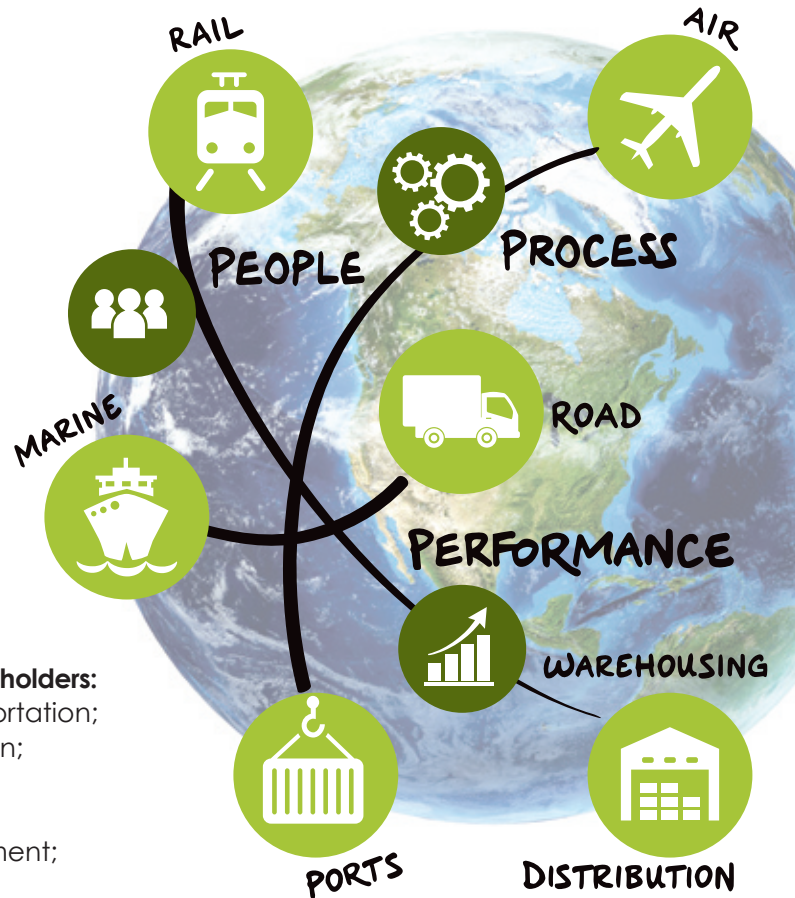 RAIL
AIR
PEOPLE
PROCESS
MARINE
ROAD
PERFORMANCE
WAREHOUSING
holders:
ortation;
n;
ment;
PORTS
DISTRIBUTION